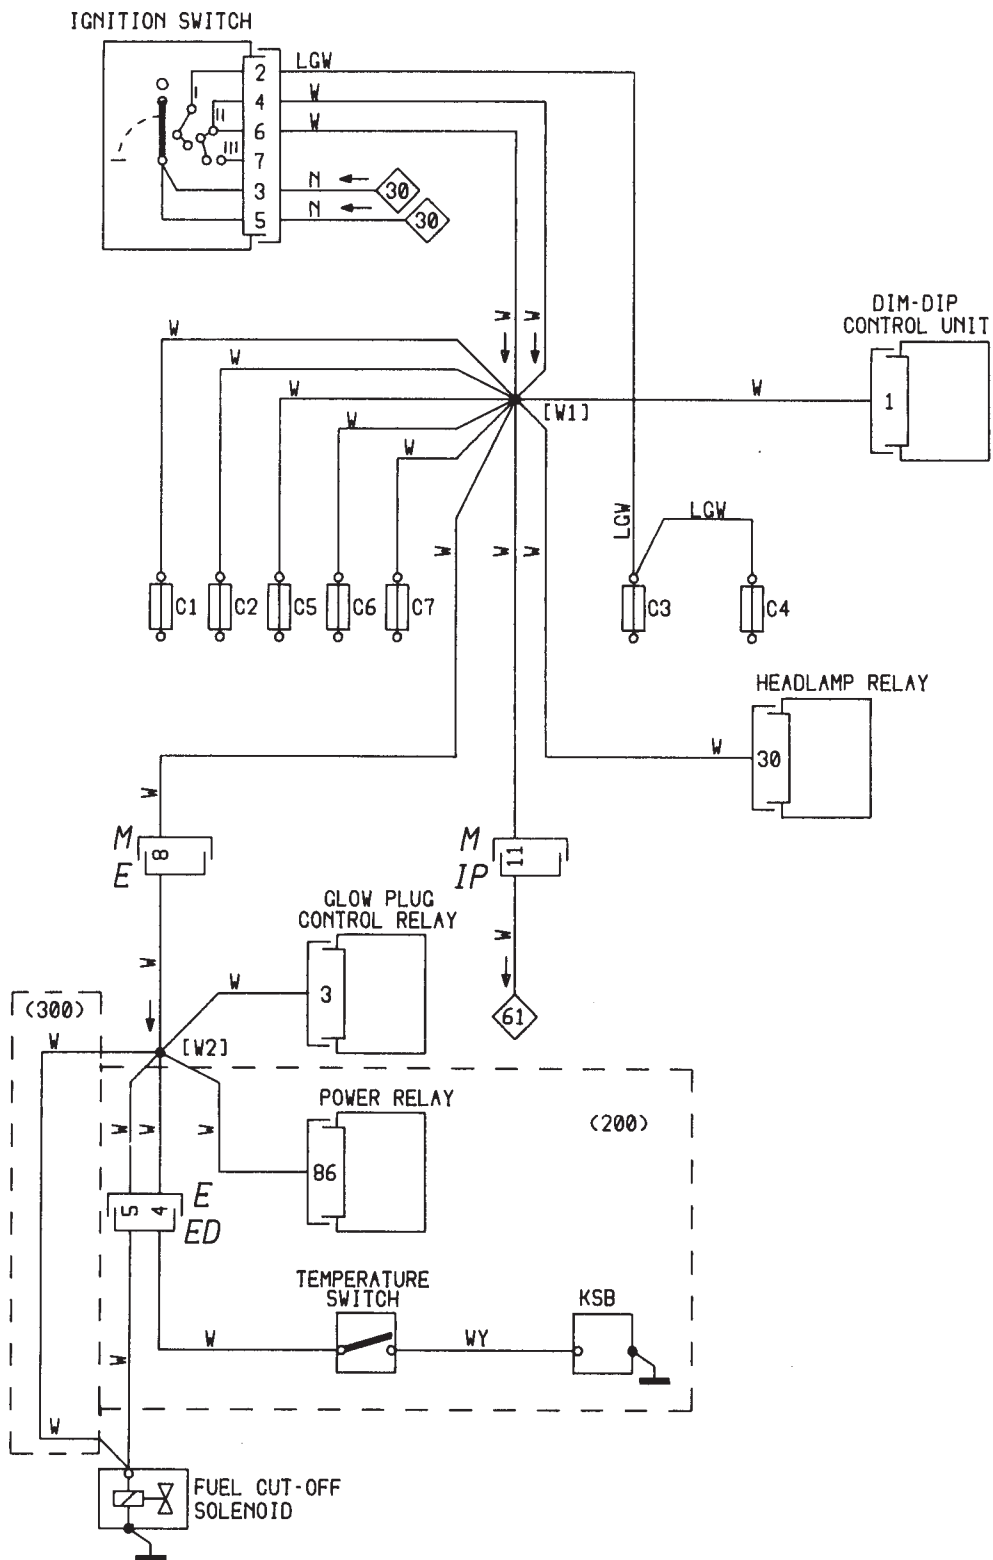 IGNITION SWITCH
I
II
III
2
4
6
7
3
5
LGW
W
W
N
30
N
30
W
W
DIM-DIP
CONTROL UNIT
1
W
W
W
W
W
W
[W1]
LGW
LGW
W
W
W
C1
C2
C5
C6
C7
C3
C4
HEADLAMP RELAY
30
W
W
M
E
8
M
IP
11
GLOW PLUG
CONTROL RELAY
3
W
W
W
61
(300)
W
[W2]
POWER RELAY
86
(200)
W
W
W
5
4
E
ED
TEMPERATURE
SWITCH
KSB
W
WY
W
W
FUEL CUT-OFF
SOLENOID